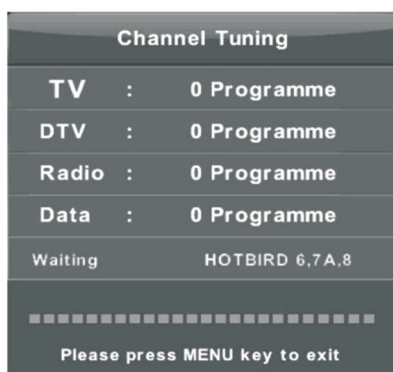 Channel Tuning
TV : 0 Programme
DTV : 0 Programme
Radio : 0 Programme
Data : 0 Programme
Waiting HOTBIRD 6,7A,8
Please press MENU key to exit